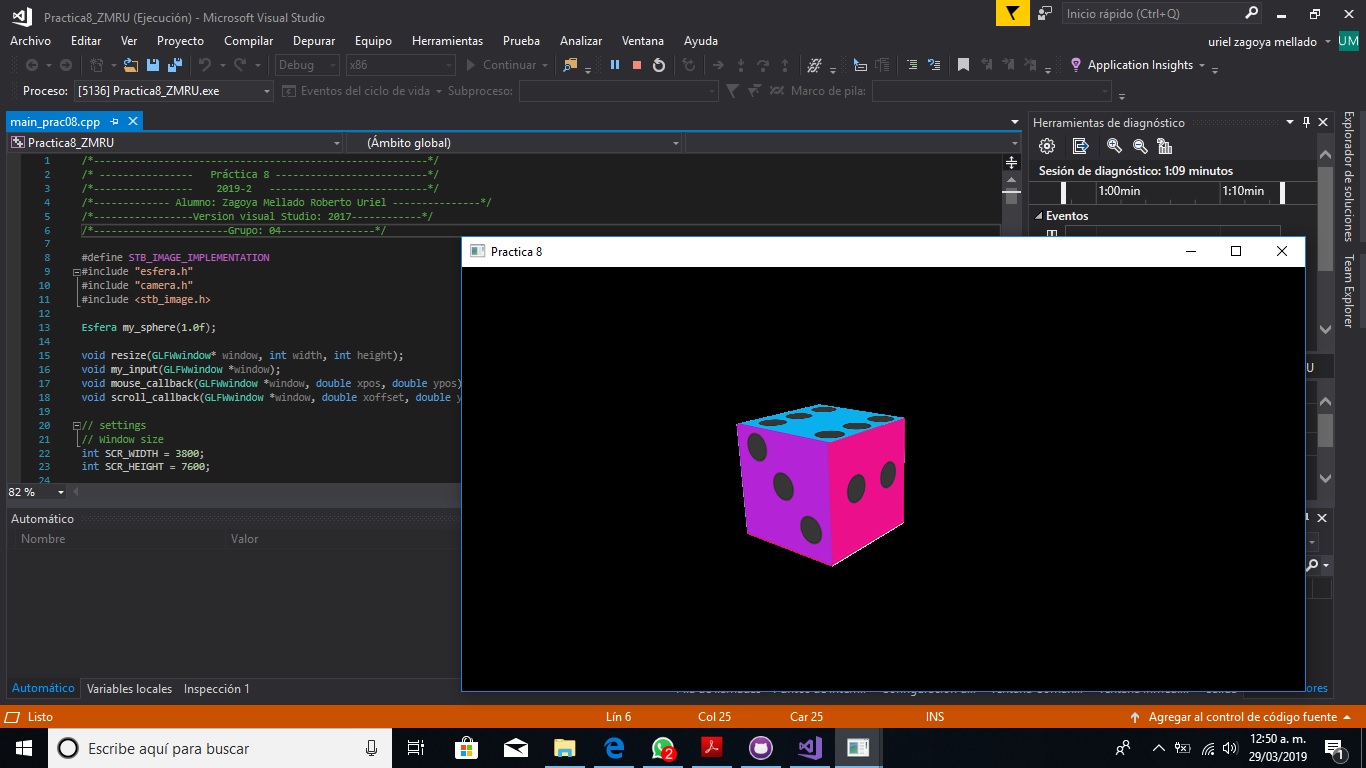 Practica8_ZMRU (Ejecución) - Microsoft Visual Studio
Inicio rápido (Ctrl+Q)
Archivo Editar Ver Proyecto Compilar Depurar Equipo Herramientas Prueba Analizar Ventana Ayuda
uriel zagoya mellado UM
Debug x86 Continuar Application Insights
Proceso: [5136] Practica8_ZMRU.exe Eventos del ciclo de vida Subproceso: Marco de pila:
main_prac08.cpp
Practica8_ZMRU (Ámbito global)
1 /*---------------------------------------------------------*/
2 /* ---------------- Práctica 8 --------------------------*/
3 /*----------------- 2019-2 ---------------------------*/
4 /*------------- Alumno: Zagoya Mellado Roberto Uriel ---------------*/
5 /*-----------------Version visual Studio: 2017------------*/
6 /*-----------------------Grupo: 04----------------*/
7
8 #define STB_IMAGE_IMPLEMENTATION
9 #include "esfera.h"
10 #include "camera.h"
11 #include <stb_image.h>
12
13 Esfera my_sphere(1.0f);
14
15 void resize(GLFWwindow* window, int width, int height);
16 void my_input(GLFWwindow *window);
17 void mouse_callback(GLFWwindow *window, double xpos, double ypos)
18 void scroll_callback(GLFWwindow *window, double xoffset, double y
19
20 // settings
21 // Window size
22 int SCR_WIDTH = 3800;
23 int SCR_HEIGHT = 7600;
24
82 %
Herramientas de diagnóstico
Sesión de diagnóstico: 1:09 minutos
1:00min 1:10min
Eventos
Explorador de soluciones
Team Explorer
Practica 8
U
Automático
Nombre Valor
Automático Variables locales Inspección 1
ores
Listo Lín 6 Col 25 Car 25 INS Agregar al control de código fuente
Escribe aquí para buscar
2
12:50 a. m.
29/03/2019
1